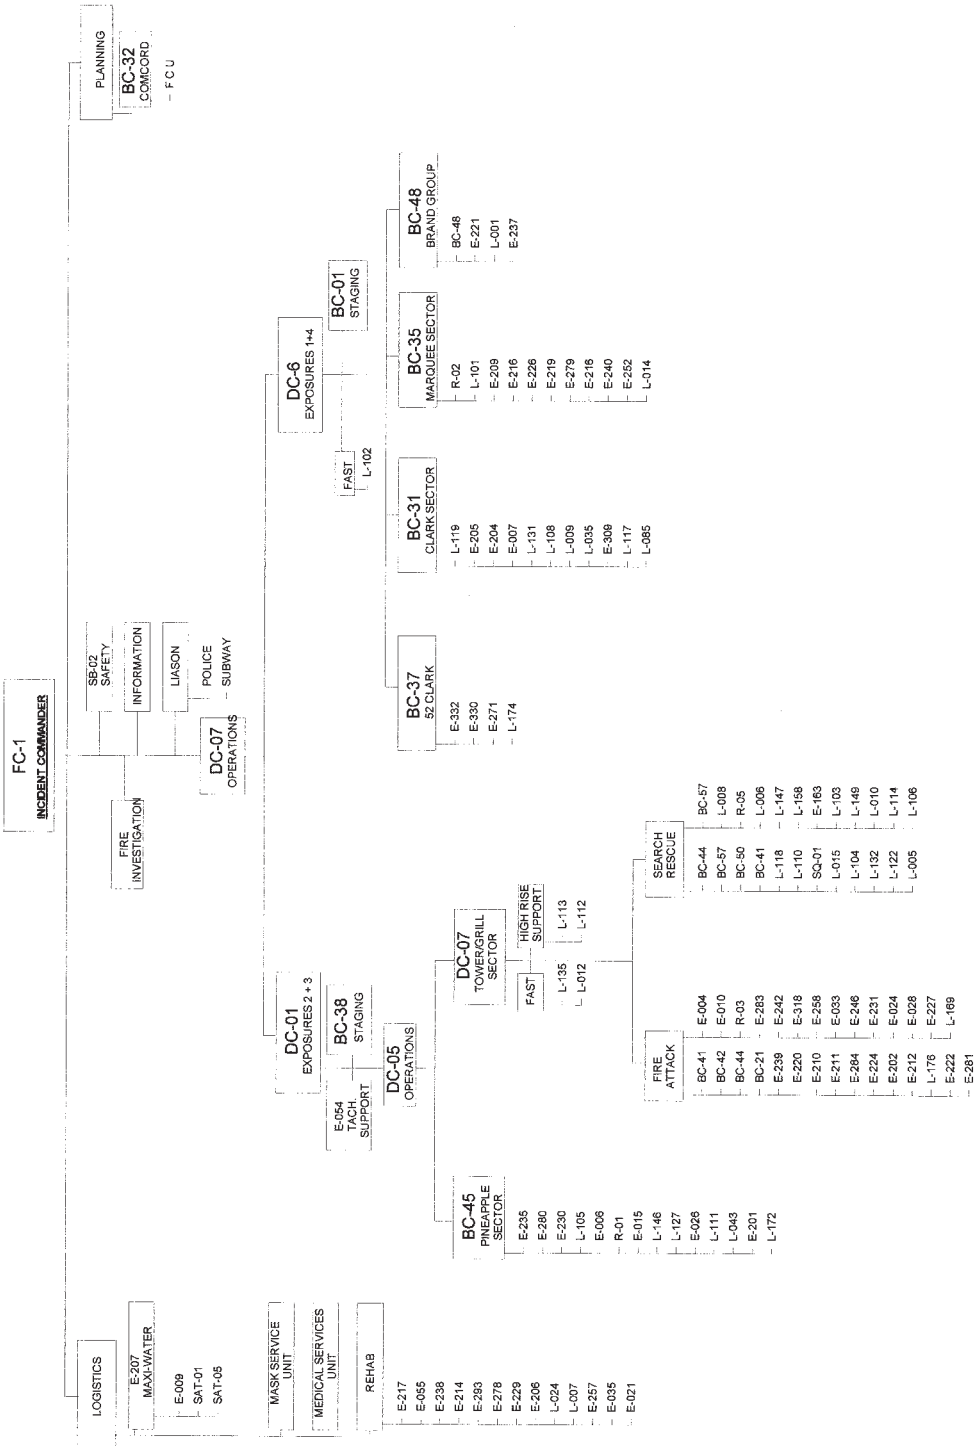 FC-1
INCIDENT COMMANDER
LOGISTICS
E-207
MAXI-WATER
E-009
SAT-01
SAT-05
MASK SERVICE
UNIT
MEDICAL SERVICES
UNIT
REHAB
E-217
E-055
E-238
E-214
E-293
E-278
E-229
E-206
L-024
L-007
E-257
E-035
E-021
FIRE
INVESTIGATION
SB-02
SAFETY
INFORMATION
LIASON
POLICE
SUBWAY
DC-07
OPERATIONS
PLANNING
BC-32
COMCORD
FCU
DC-01
EXPOSURES 2 + 3
E-054
TACH.
SUPPORT
BC-38
STAGING
DC-05
OPERATIONS
BC-45
PINEAPPLE
SECTOR
E-235
E-280
E-230
L-105
E-006
R-01
E-015
L-146
L-127
E-026
L-111
L-043
E-201
L-172
DC-07
TOWER/GRILL
SECTOR
FAST
L-135
L-012
HIGH RISE
SUPPORT
L-113
L-112
FIRE
ATTACK
BC-41
BC-42
BC-44
BC-21
E-239
E-220
E-210
E-211
E-284
E-224
E-202
E-212
L-176
E-222
E-281
E-004
E-010
R-03
E-283
E-242
E-318
E-258
E-033
E-246
E-231
E-024
E-028
E-227
L-169
SEARCH
RESCUE
BC-44
BC-57
BC-50
BC-41
L-118
L-110
SQ-01
L-015
L-104
L-132
L-122
L-005
BC-57
L-008
R-05
L-006
L-147
L-158
E-163
L-103
L-149
L-010
L-114
L-106
DC-6
EXPOSURES 1+4
FAST
L-102
BC-01
STAGING
BC-37
52 CLARK
E-332
E-330
E-271
L-174
BC-31
CLARK SECTOR
L-119
E-205
E-204
E-007
L-131
L-108
L-009
L-035
E-309
L-117
L-085
BC-35
MARQUEE SECTOR
R-02
L-101
E-209
E-216
E-226
E-219
E-279
E-216
E-240
E-252
L-014
BC-48
BRAND GROUP
BC-48
E-221
L-001
E-237